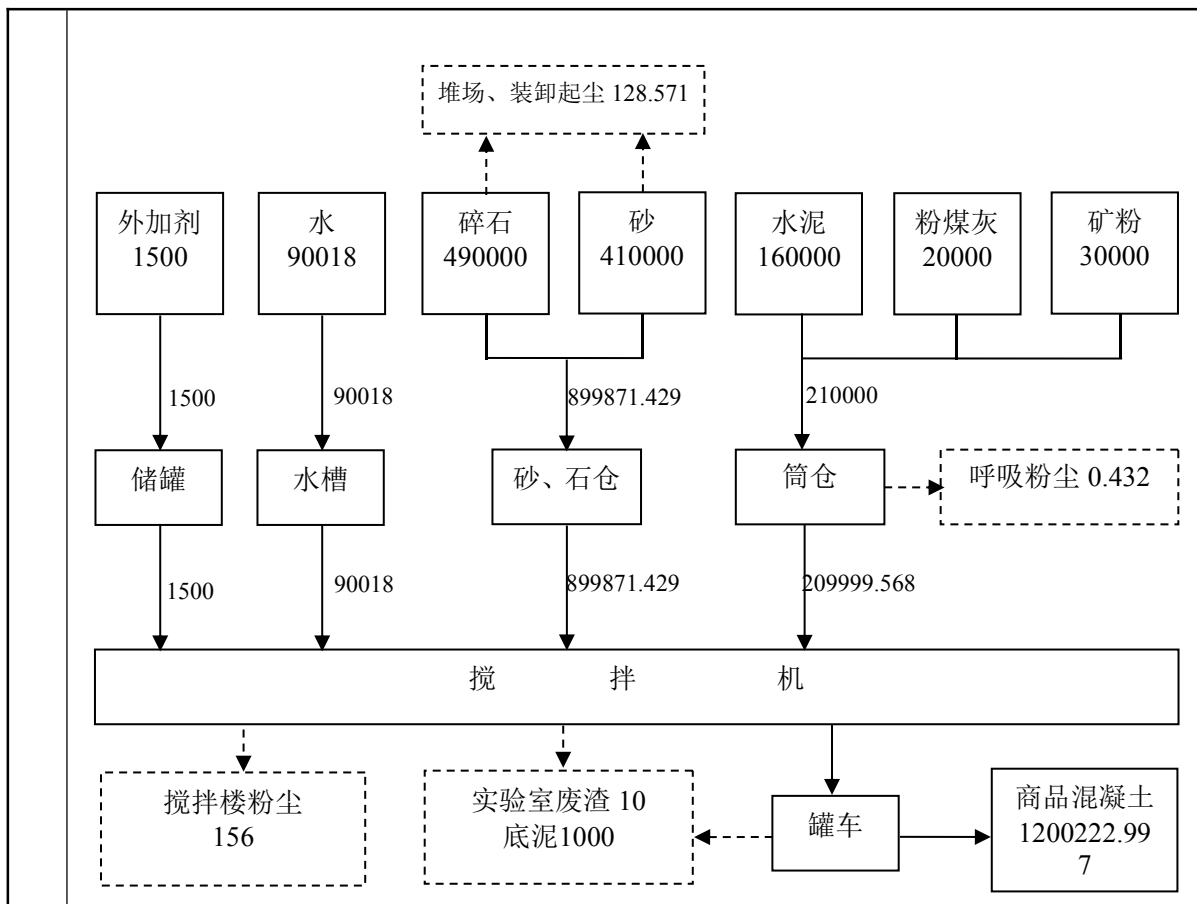 堆场、装卸起尘 128.571
外加剂
1500
水
90018
碎石
490000
砂
410000
水泥
160000
粉煤灰
20000
矿粉
30000
1500
90018
899871.429
210000
储罐
水槽
砂、石仓
筒仓
呼吸粉尘 0.432
1500
90018
899871.429
209999.568
搅 拌 机
搅拌楼粉尘
156
实验室废渣 10
底泥1000
罐车
商品混凝土
1200222.99
7